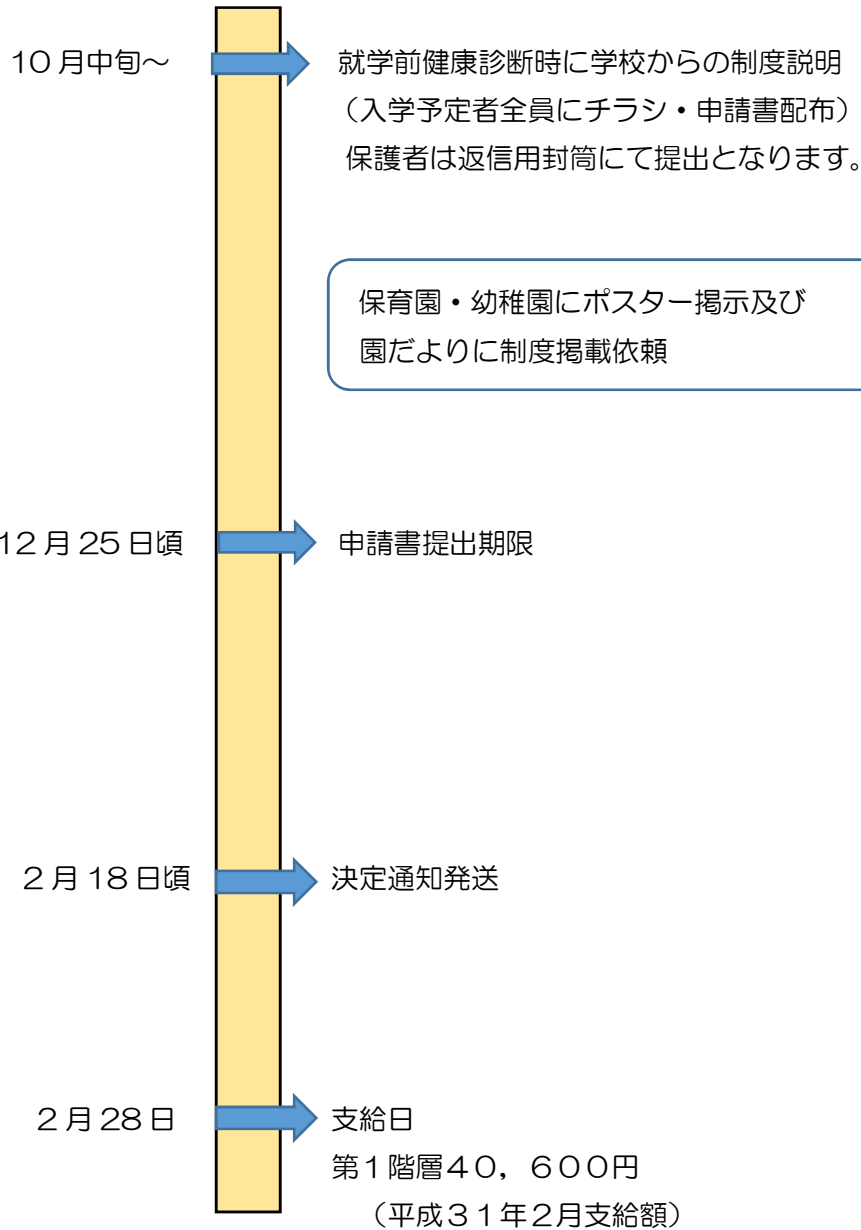 10月中旬～
就学前健康診断時に学校からの制度説明
（入学予定者全員にチラシ・申請書配布）
保護者は返信用封筒にて提出となります。
保育園・幼稚園にポスター掲示及び
園だよりに制度掲載依頼
12月25日頃
申請書提出期限
2月18日頃
決定通知発送
2月28日
支給日
第１階層４０，６００円
（平成３１年２月支給額）